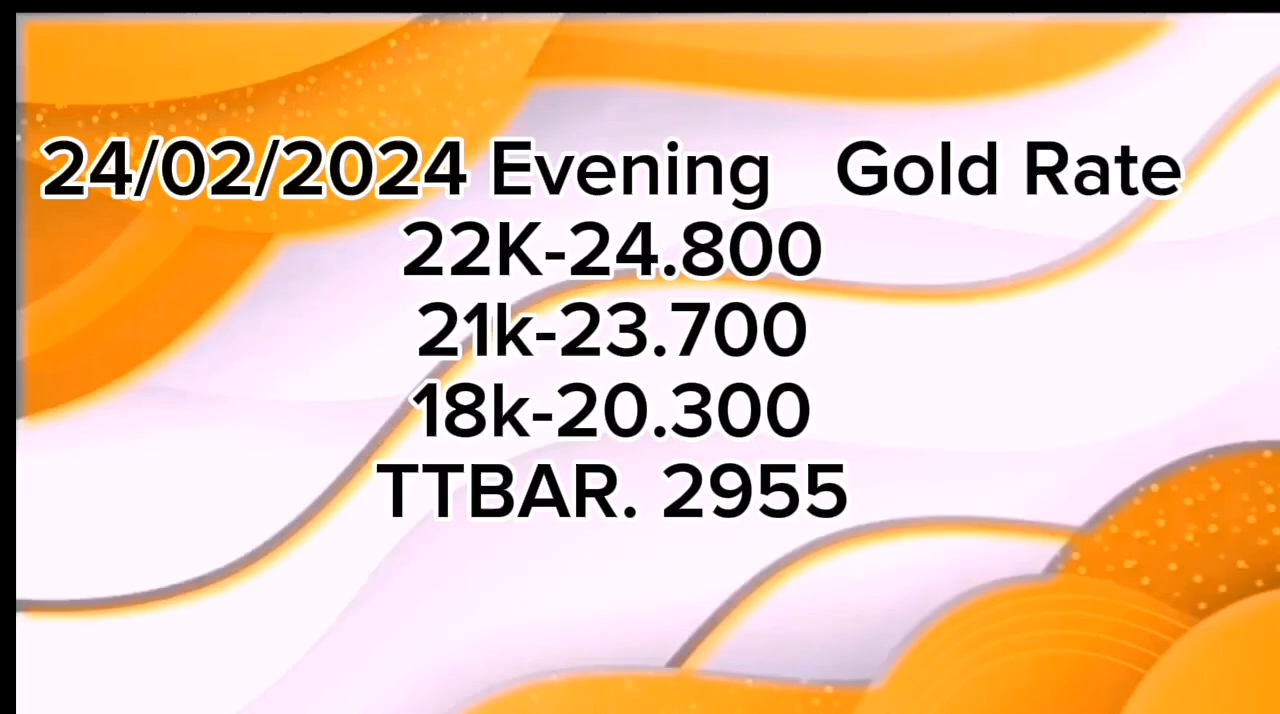 24/02/2024 Evening Gold Rate
22K-24.800
21k-23.700
18k-20.300
TTBAR. 2955